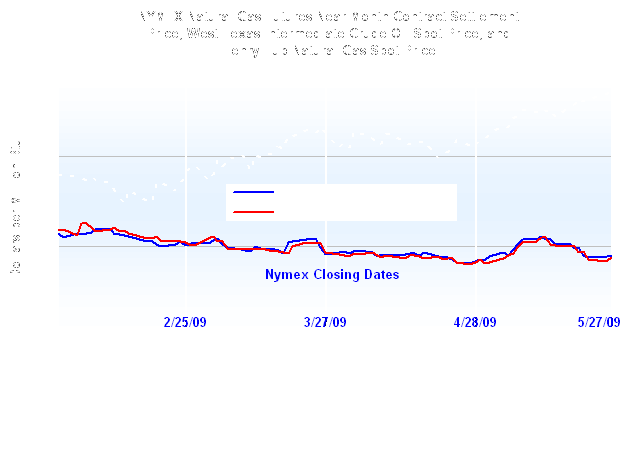 NYMEX Natural Gas Futures Near Month Contract Settlement
Price, West Texas Intermediate Crude Oil Spot Price, and
Henry Hub Natural Gas Spot Price
Nymex Closing Dates
2/25/09 3/27/09 4/28/09 5/27/09